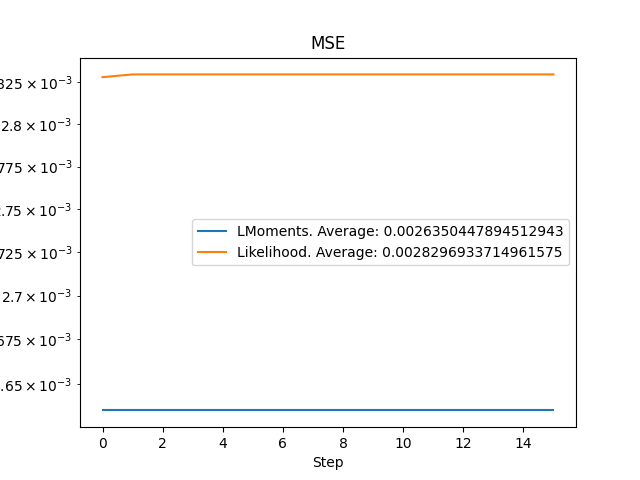 MSE
825 × 10⁻³
2.8 × 10⁻³
775 × 10⁻³
.75 × 10⁻³
LMoments. Average: 0.0026350447894512943
Likelihood. Average: 0.0028296933714961575
725 × 10⁻³
2.7 × 10⁻³
675 × 10⁻³
.65 × 10⁻³
0 2 4 6 8 10 12 14
Step